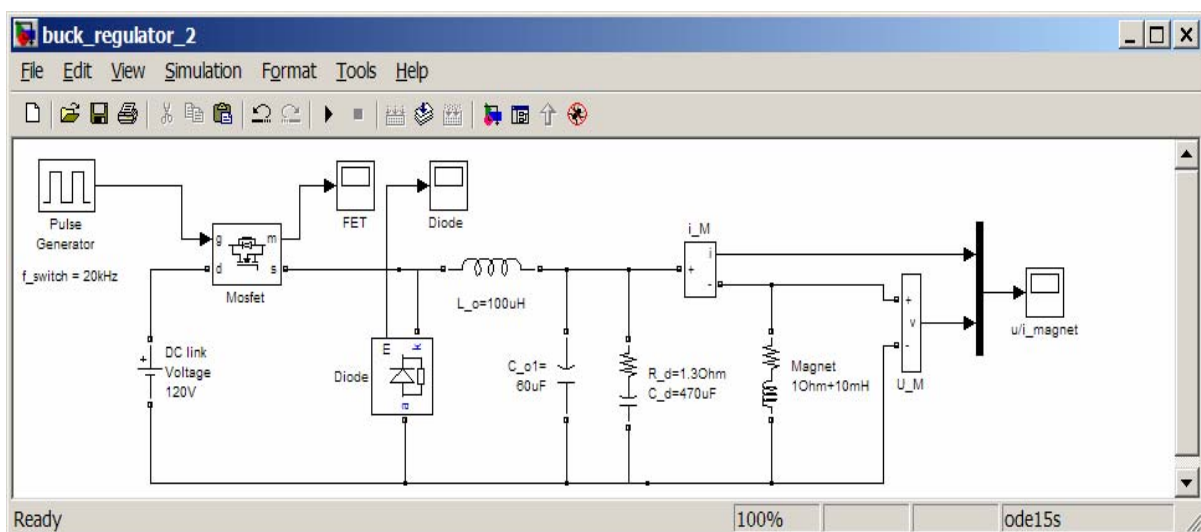 buck_regulator_2
File Edit View Simulation Format Tools Help
Pulse
Generator
f_switch = 20kHz
g
m
d
s
Mosfet
FET
Diode
DC link
Voltage
120V
+
Diode
m
k
a
L_o=100uH
C_o1=
60uF
R_d=1.3Ohm
C_d=470uF
i_M
+
i
-
Magnet
1Ohm+10mH
+
v
-
U_M
u/i_magnet
Ready
100%
ode15s